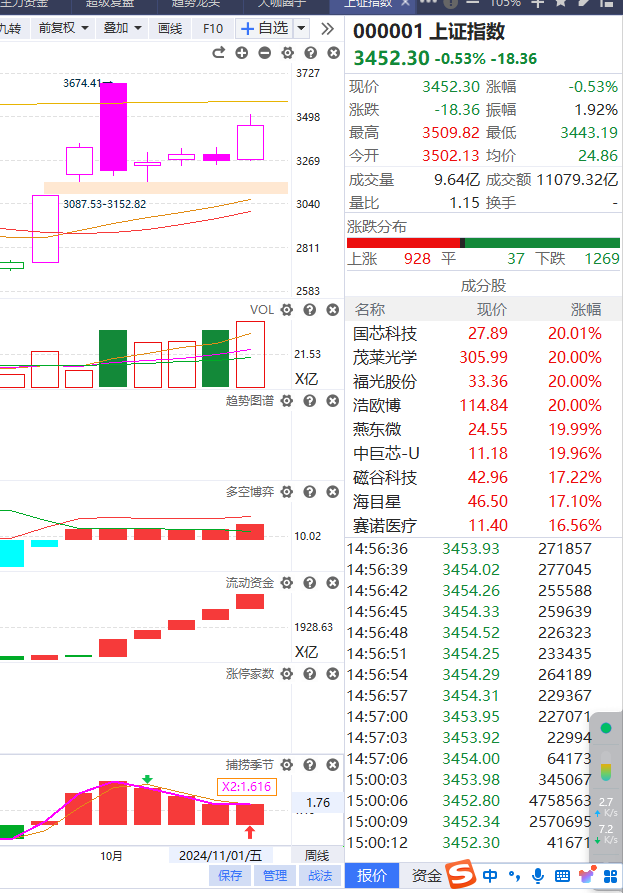 主力资金 超级复盘 趋势龙头 大咖圈子 上证指数 105%
九转 前复权 叠加 画线 F10 +自选
000001 上证指数
3452.30 -0.53% -18.36
现价 3452.30 涨幅 -0.53%
涨跌 -18.36 振幅 1.92%
最高 3509.82 最低 3443.19
今开 3502.13 均价 24.86
成交量 9.64亿 成交额 11079.32亿
量比 1.15 换手 -
涨跌分布
上涨 928 平 37 下跌 1269
成分股
名称 现价 涨幅
国芯科技 27.89 20.01%
茂莱光学 305.99 20.00%
福光股份 33.36 20.00%
浩欧博 114.84 20.00%
燕东微 24.55 19.99%
中巨芯-U 11.18 19.96%
磁谷科技 42.96 17.22%
海目星 46.50 17.10%
赛诺医疗 11.40 16.56%
14:56:36 3453.93 271857
14:56:39 3454.02 277045
14:56:42 3454.26 255588
14:56:45 3454.33 259639
14:56:48 3454.52 226323
14:56:51 3454.25 233435
14:56:54 3454.29 264189
14:56:57 3454.31 229367
14:57:00 3453.95 227071
14:57:03 3453.92 22994
14:57:06 3454.00 64173
15:00:03 3453.98 345067
15:00:06 3452.80 4758563
15:00:09 3452.34 2570695
15:00:12 3452.30 41671
报价 资金
中
3674.41
3087.53-3152.82
3727
3498
3269
3040
2811
2583
VOL
21.53
X亿
趋势图谱
多空博弈
10.02
流动资金
1928.63
X亿
涨停家数
捕捞季节
X2:1.616
1.76
10月 2024/11/01/五 周线
保存 管理 战法
2.7
K/s
7.2
K/s